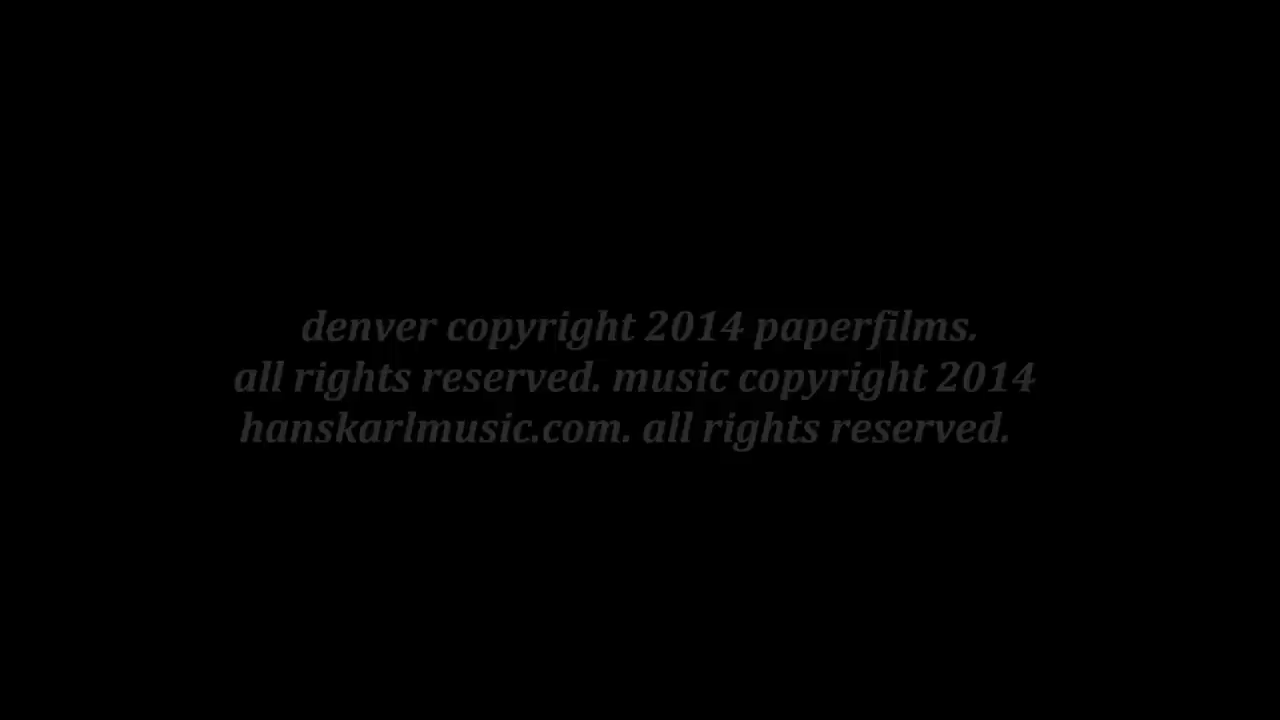 denver copyright 2014 paperfilms.
all rights reserved. music copyright 2014
hanskarlmusic.com. all rights reserved.